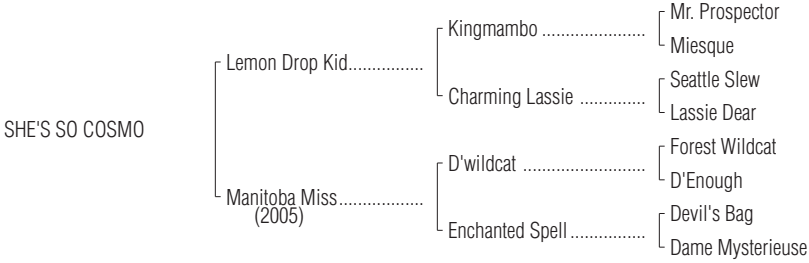 Mr. Prospector
Kingmambo ......................
Miesque
Lemon Drop Kid................
Seattle Slew
Charming Lassie ..............
Lassie Dear
SHE'S SO COSMO
Forest Wildcat
D'wildcat ..........................
D'Enough
Manitoba Miss..................
(2005)
Devil's Bag
Enchanted Spell ................
Dame Mysterieuse